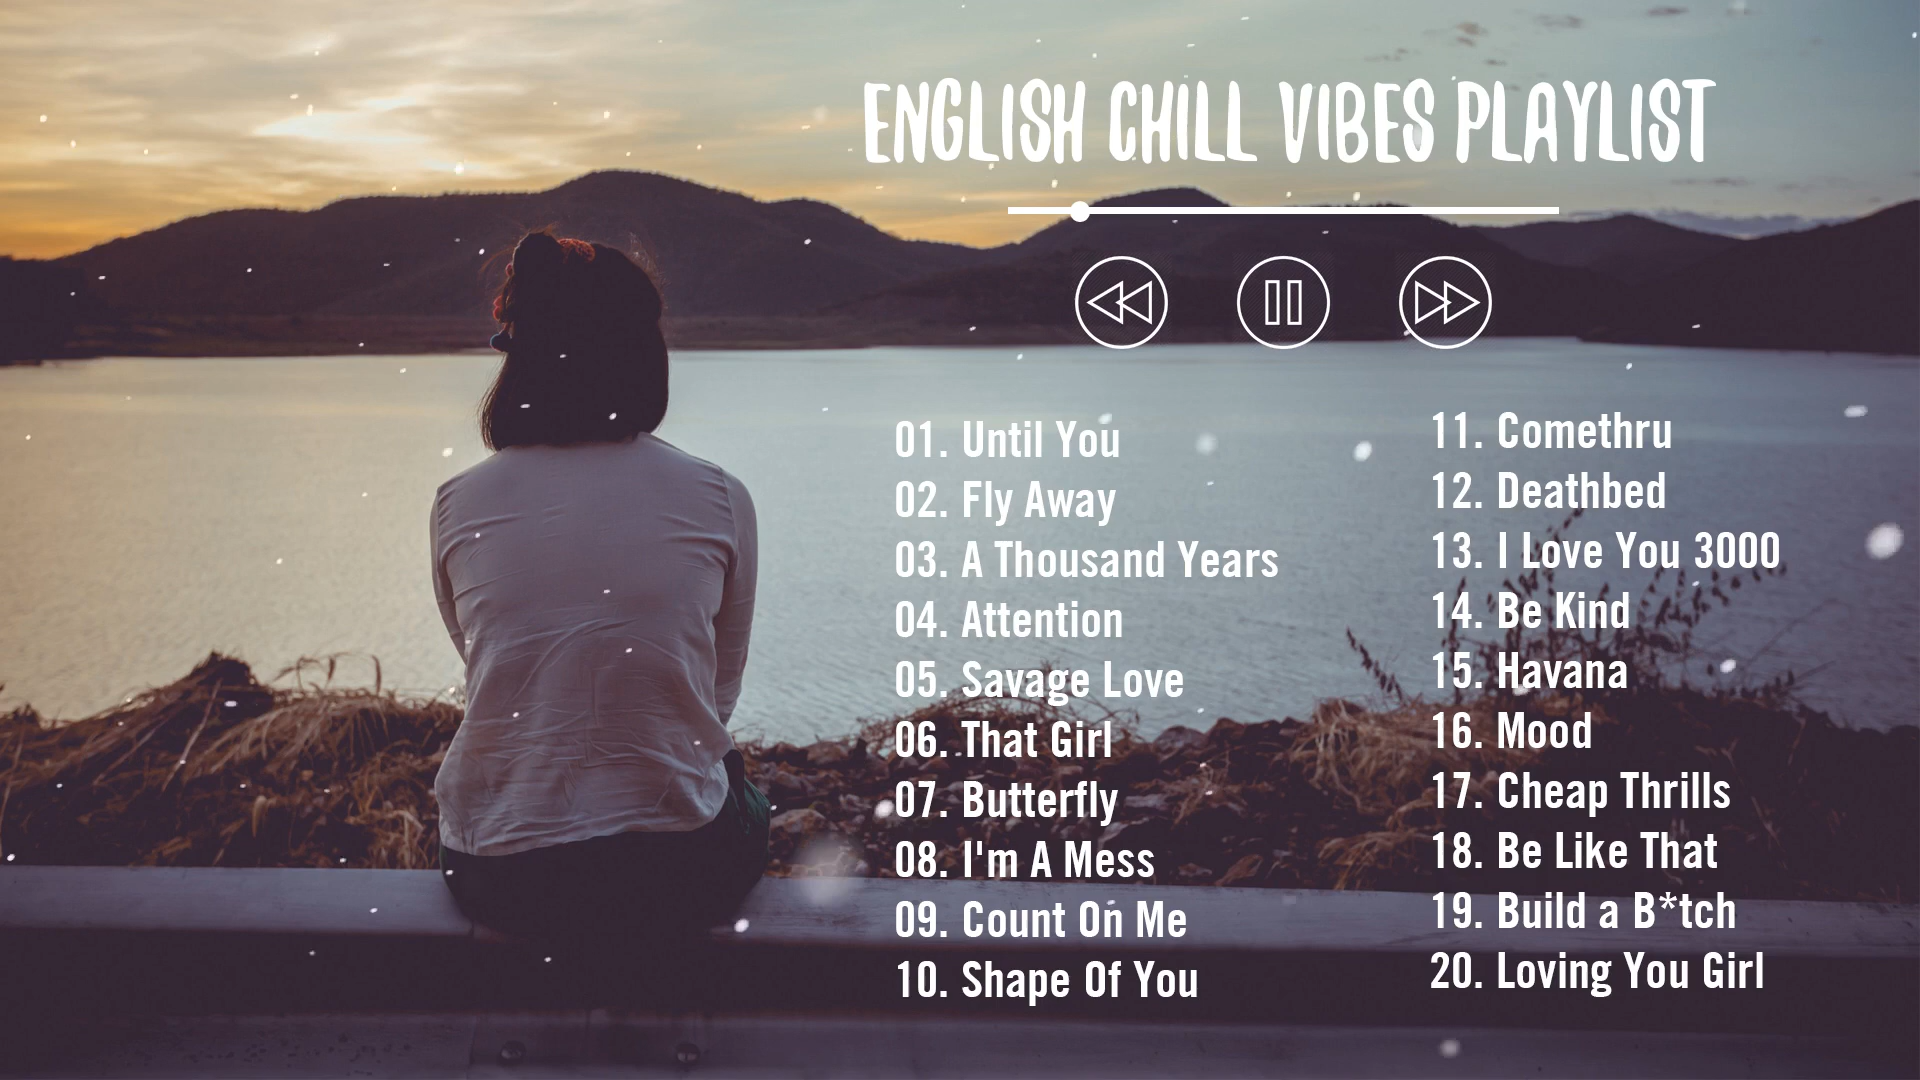 ENGLISH CHILL VIBES PLAYLIST
01. Until You
02. Fly Away
03. A Thousand Years
04. Attention
05. Savage Love
06. That Girl
07. Butterfly
08. I'm A Mess
09. Count On Me
10. Shape Of You
11. Comethru
12. Deathbed
13. I Love You 3000
14. Be Kind
15. Havana
16. Mood
17. Cheap Thrills
18. Be Like That
19. Build a B*tch
20. Loving You Girl